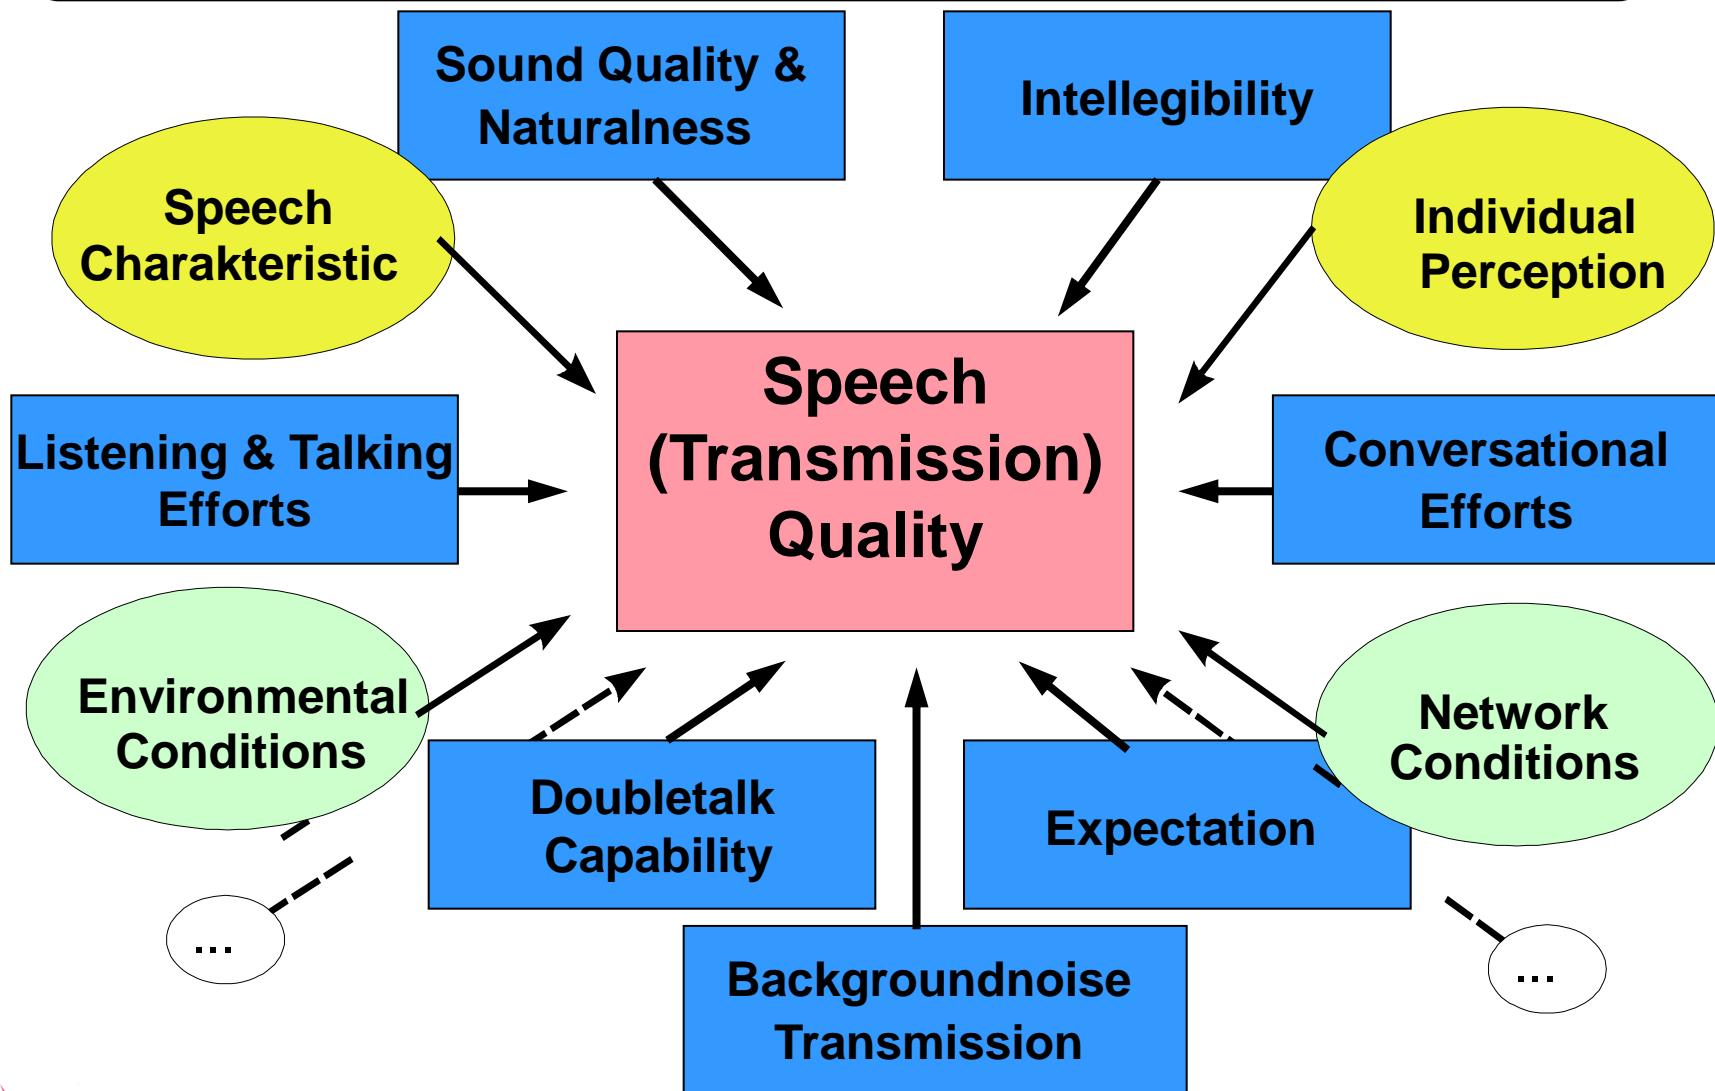 Sound Quality &
Naturalness
Intellegibility
Speech
Charakteristic
Individual
Perception
Speech
(Transmission)
Quality
Listening & Talking
Efforts
Conversational
Efforts
Environmental
Conditions
Network
Conditions
Doubletalk
Capability
Expectation
...
...
Backgroundnoise
Transmission